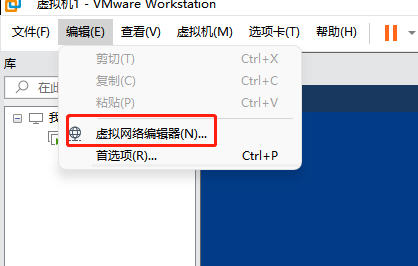 虚拟机1 - VMware Workstation
文件(F) 编辑(E) 查看(V) 虚拟机(M) 选项卡(T) 帮助(H)
库
剪切(T) Ctrl+X
在此
复制(C) Ctrl+C
粘贴(P) Ctrl+V
虚拟网络编辑器(N)...
首选项(R)... Ctrl+P